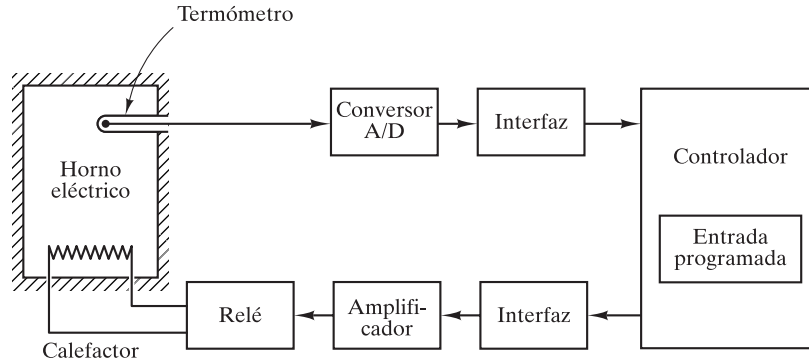 Termómetro
Conversor
A/D
Interfaz
Controlador
Horno
eléctrico
Entrada
programada
Relé
Amplifi-
cador
Interfaz
Calefactor